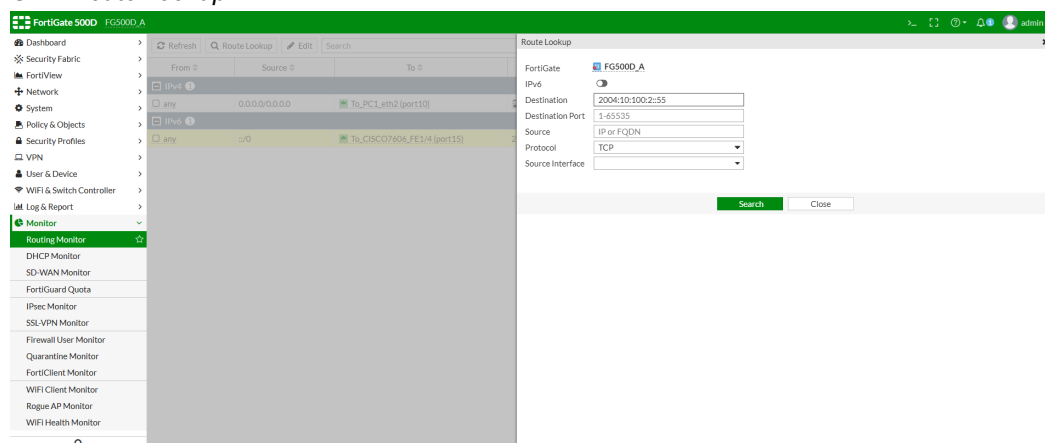 FortiGate 500D FG500D_A
admin
Dashboard
Security Fabric
FortiView
Network
System
Policy & Objects
Security Profiles
VPN
User & Device
WiFi & Switch Controller
Log & Report
Monitor
Routing Monitor
DHCP Monitor
SD-WAN Monitor
FortiGuard Quota
IPsec Monitor
SSL-VPN Monitor
Firewall User Monitor
Quarantine Monitor
FortiClient Monitor
WiFi Client Monitor
Rogue AP Monitor
WiFi Health Monitor
Refresh Route Lookup Edit Search
From Source To
IPv4 1
any 0.0.0.0/0.0.0.0 To_PC1_eth2 (port10)
IPv6 6
any ::/0 To_CISCO7606_FE1/4 (port15) 2
Route Lookup
FortiGate FG500D_A
IPv6
Destination 2004:10:100:2::55
Destination Port 1-65535
Source IP or FQDN
Protocol TCP
Source Interface
Search Close